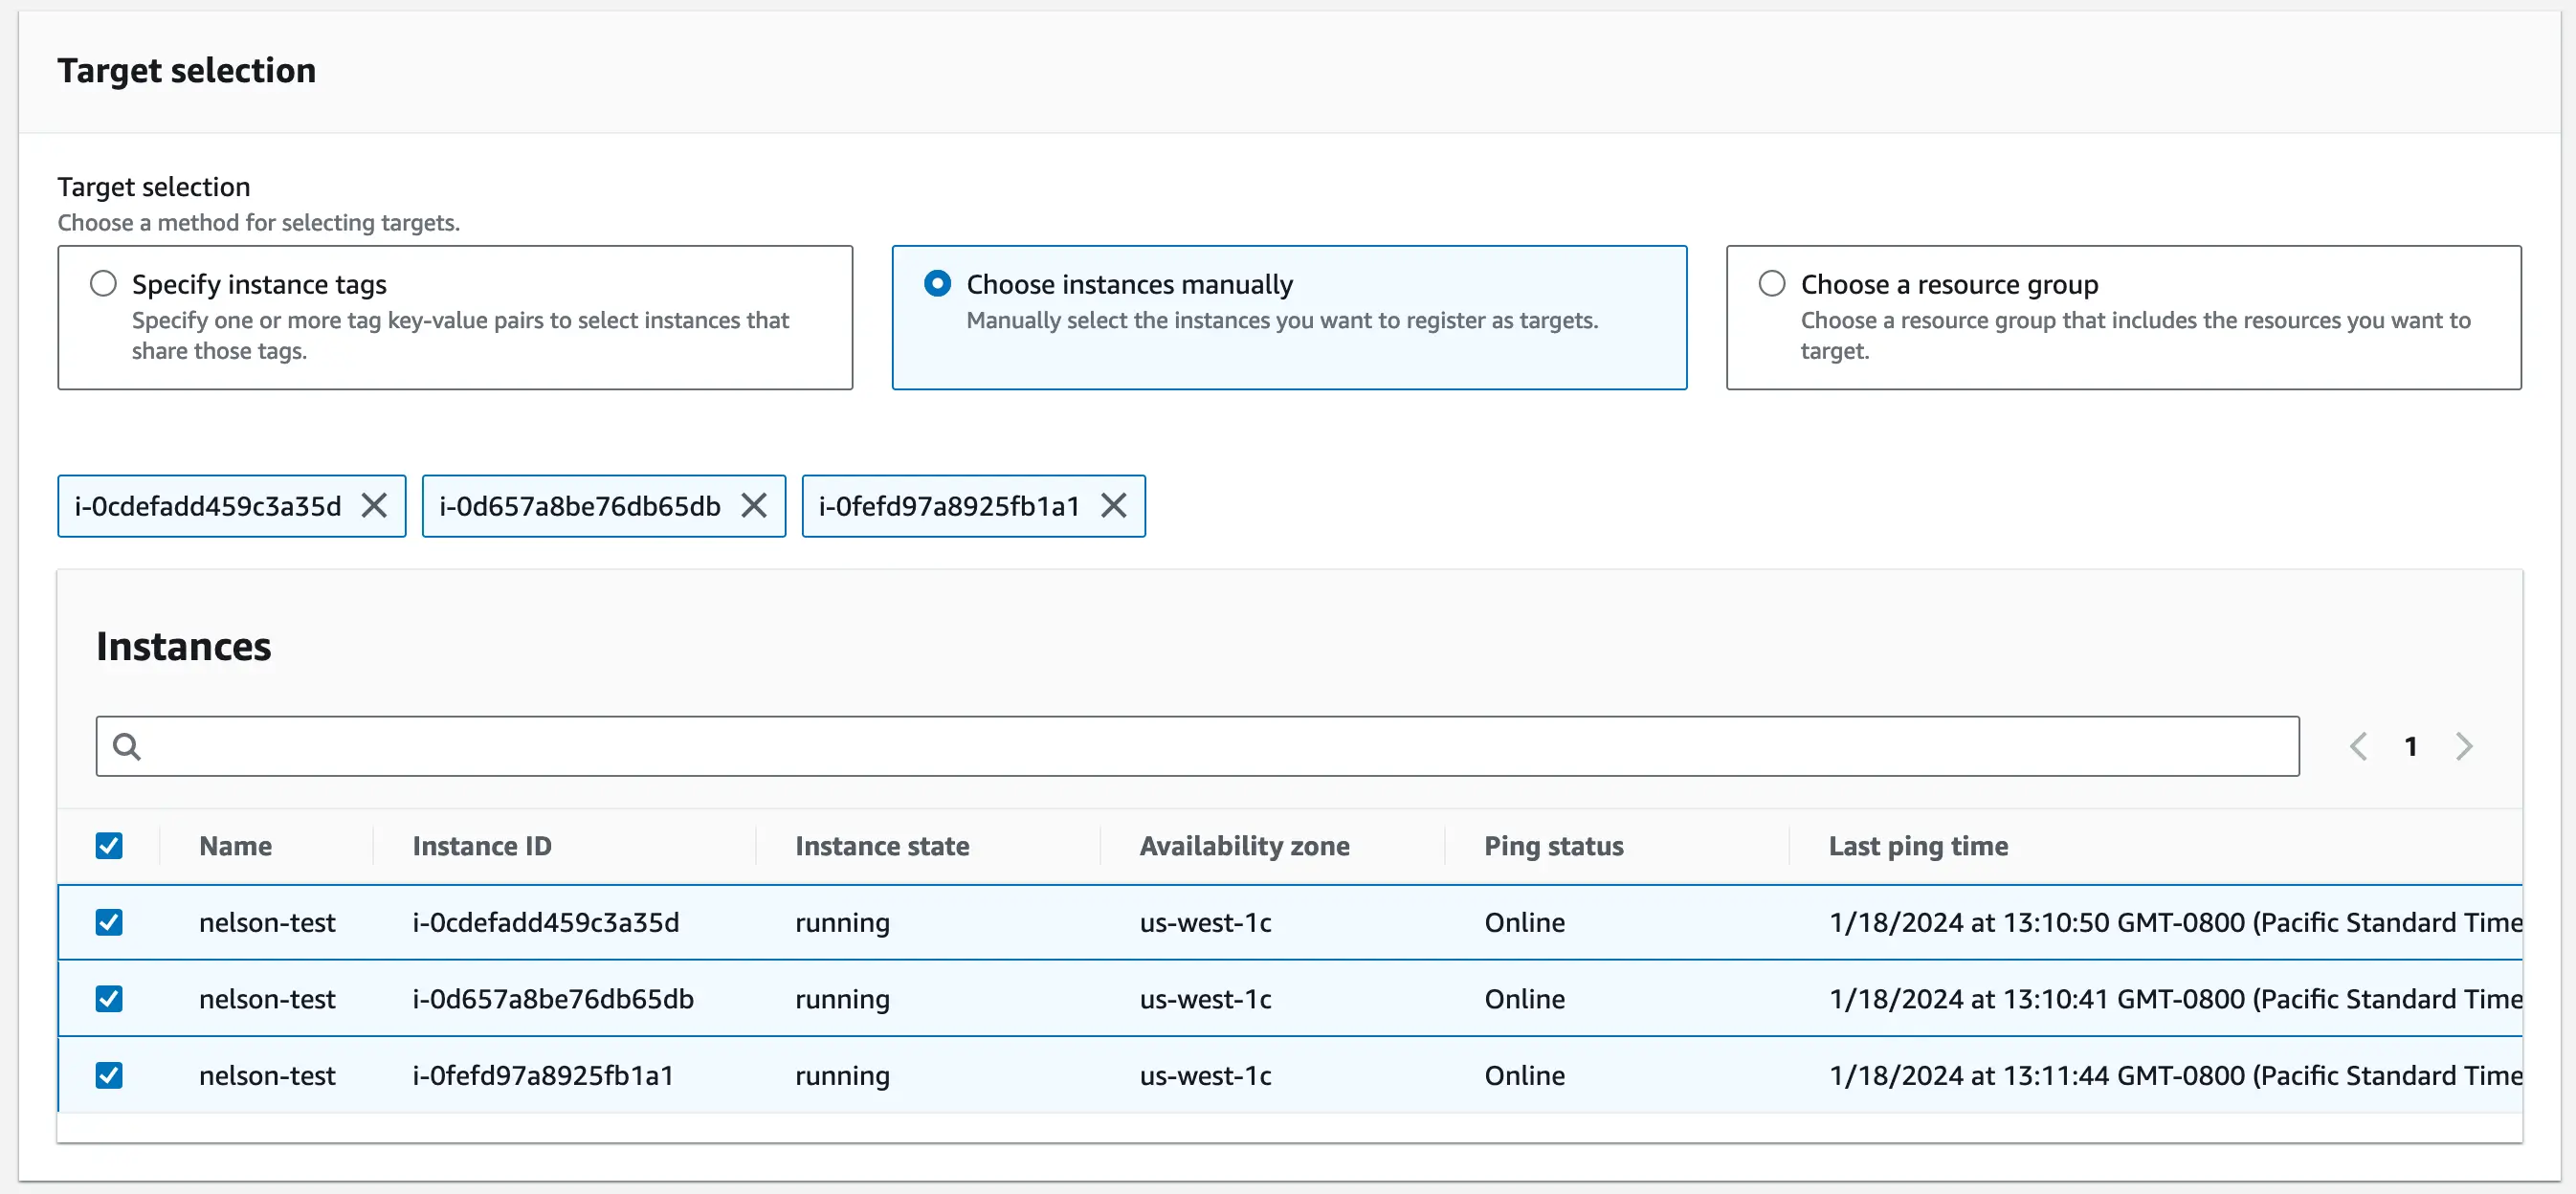 Target selection
Target selection
Choose a method for selecting targets.
Specify instance tags
Specify one or more tag key-value pairs to select instances that
share those tags.
Choose instances manually
Manually select the instances you want to register as targets.
Choose a resource group
Choose a resource group that includes the resources you want to
target.
i-0cdefadd459c3a35d i-0d657a8be76db65db i-0fefd97a8925fb1a1
Instances
1
Name Instance ID Instance state Availability zone Ping status Last ping time
nelson-test i-0cdefadd459c3a35d running us-west-1c Online 1/18/2024 at 13:10:50 GMT-0800 (Pacific Standard Time
nelson-test i-0d657a8be76db65db running us-west-1c Online 1/18/2024 at 13:10:41 GMT-0800 (Pacific Standard Time
nelson-test i-0fefd97a8925fb1a1 running us-west-1c Online 1/18/2024 at 13:11:44 GMT-0800 (Pacific Standard Time